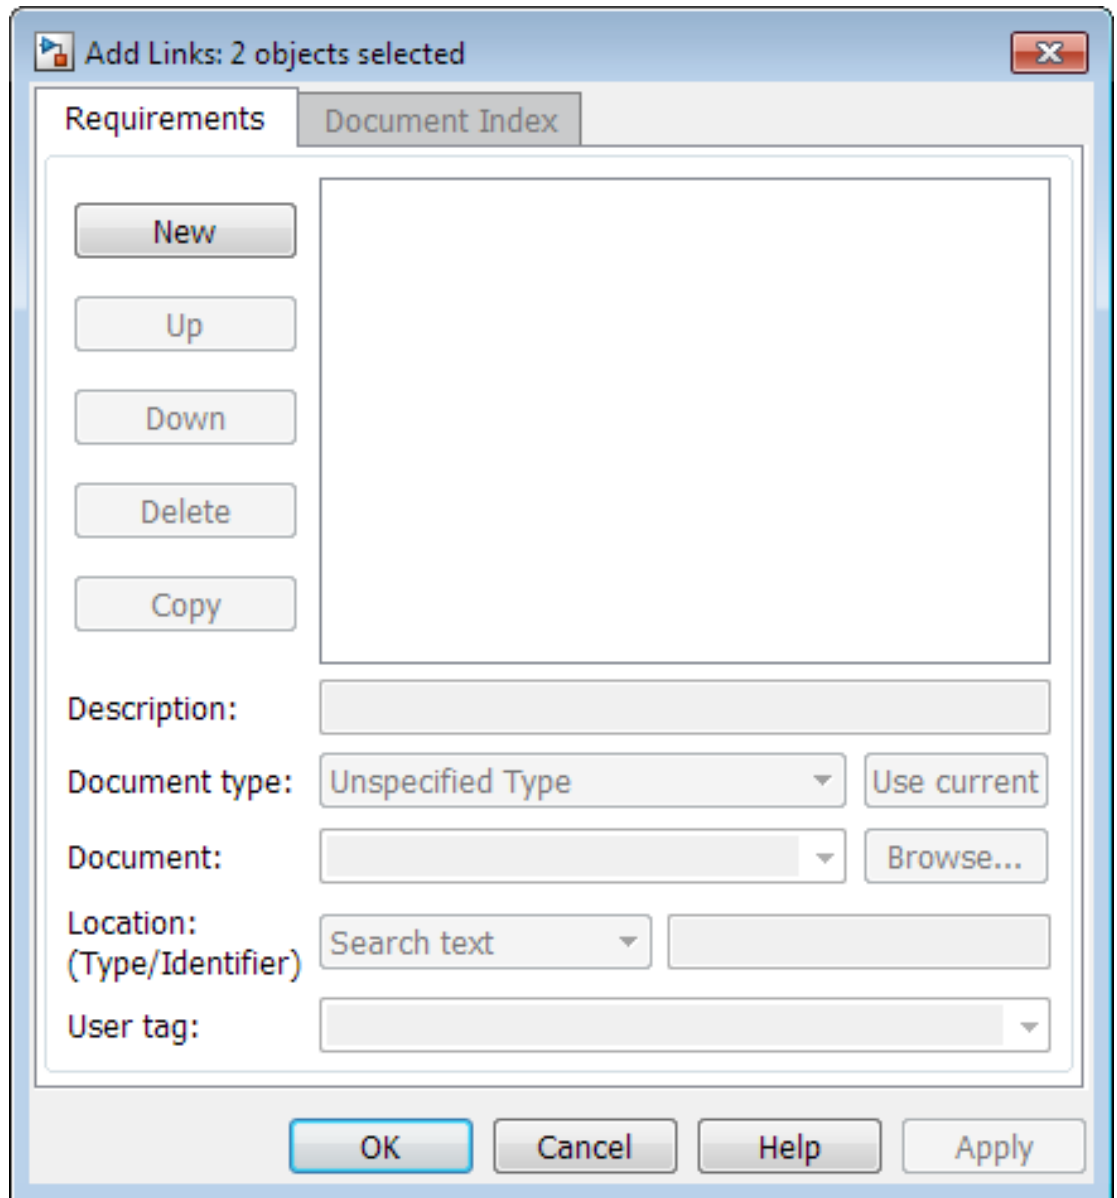 Add Links: 2 objects selected
Requirements
Document Index
New
Up
Down
Delete
Copy
Description:
Document type:
Unspecified Type
Use current
Document:
Browse...
Location:
(Type/Identifier)
Search text
User tag:
OK
Cancel
Help
Apply